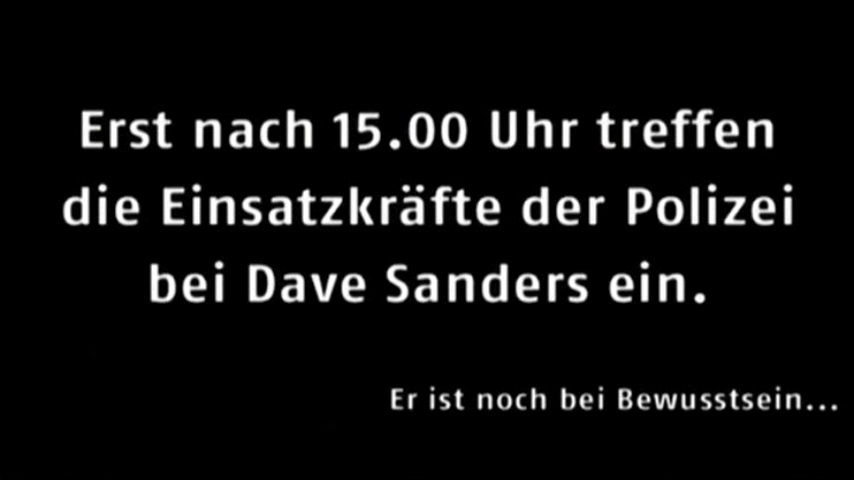 Erst nach 15.00 Uhr treffen
die Einsatzkräfte der Polizei
bei Dave Sanders ein.
Er ist noch bei Bewusstsein...